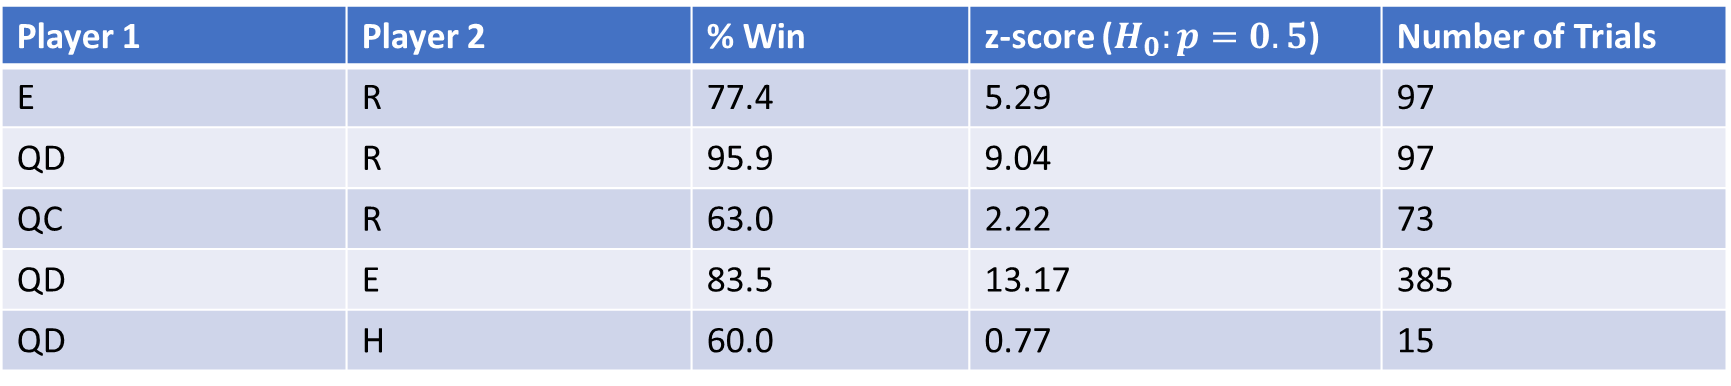 Player 1 Player 2 % Win z-score (H₀: p = 0.5) Number of Trials
E R 77.4 5.29 97
QD R 95.9 9.04 97
QC R 63.0 2.22 73
QD E 83.5 13.17 385
QD H 60.0 0.77 15